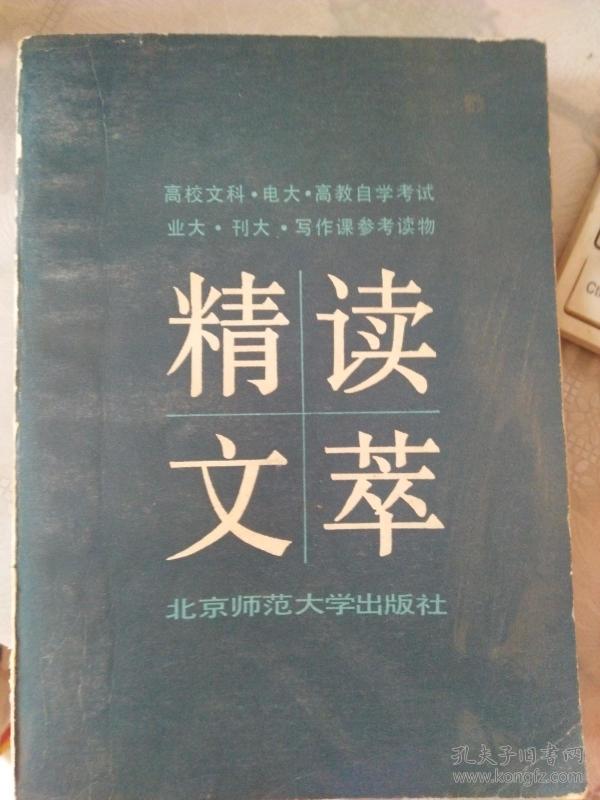 高校文科·电大·高教自学考试
业大·刊大·写作课参考读物
精读
文萃
北京师范大学出版社
孔夫子旧书网
www.kongfz.com